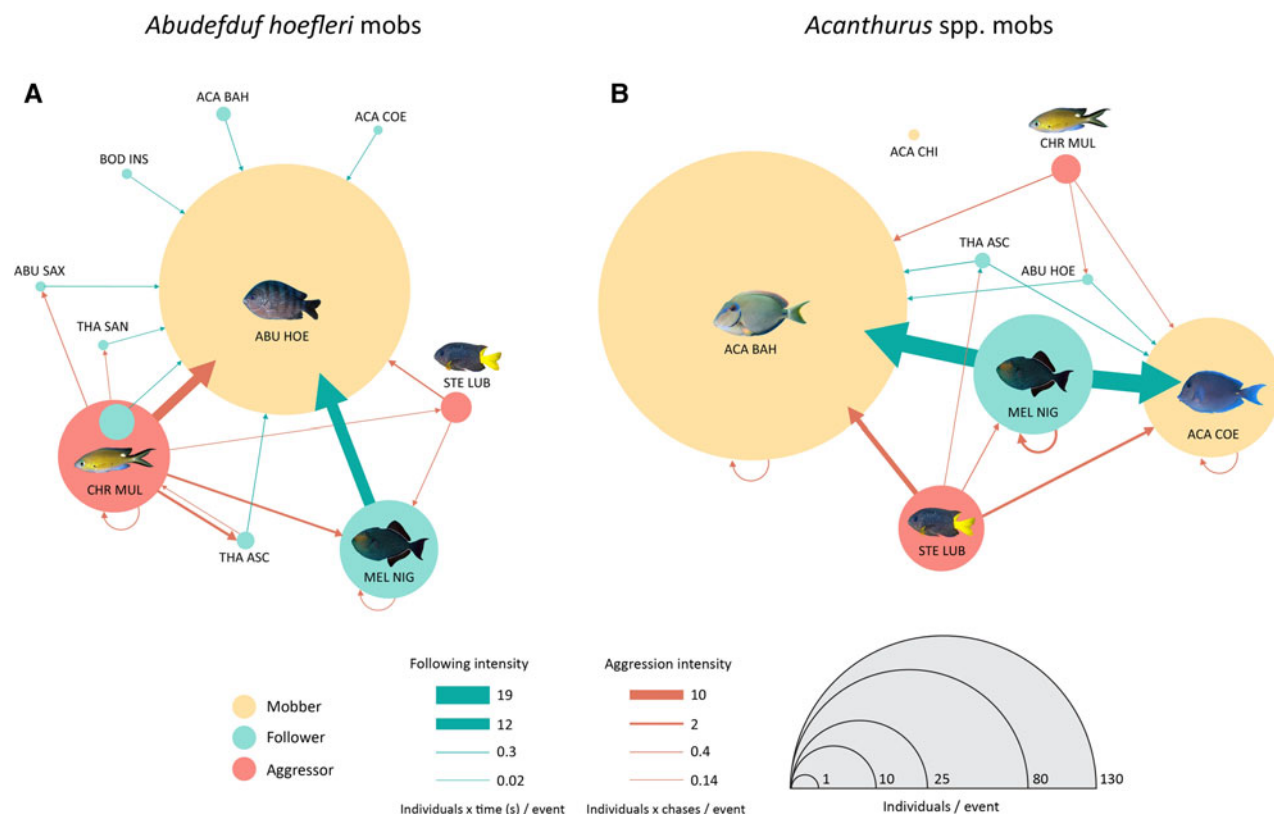 Abudefduf hoefleri mobs
Acanthurus spp. mobs
A
ACA BAH
ACA COE
BOD INS
ABU SAX
THA SAN
ABU HOE
STE LUB
CHR MUL
THA ASC
MEL NIG
B
ACA CHI
CHR MUL
THA ASC
ABU HOE
ACA BAH
MEL NIG
ACA COE
STE LUB
Mobber
Follower
Aggressor
Following intensity
19
12
0.3
0.02
Individuals x time (s) / event
Aggression intensity
10
2
0.4
0.14
Individuals x chases / event
1 10 25 80 130
Individuals / event